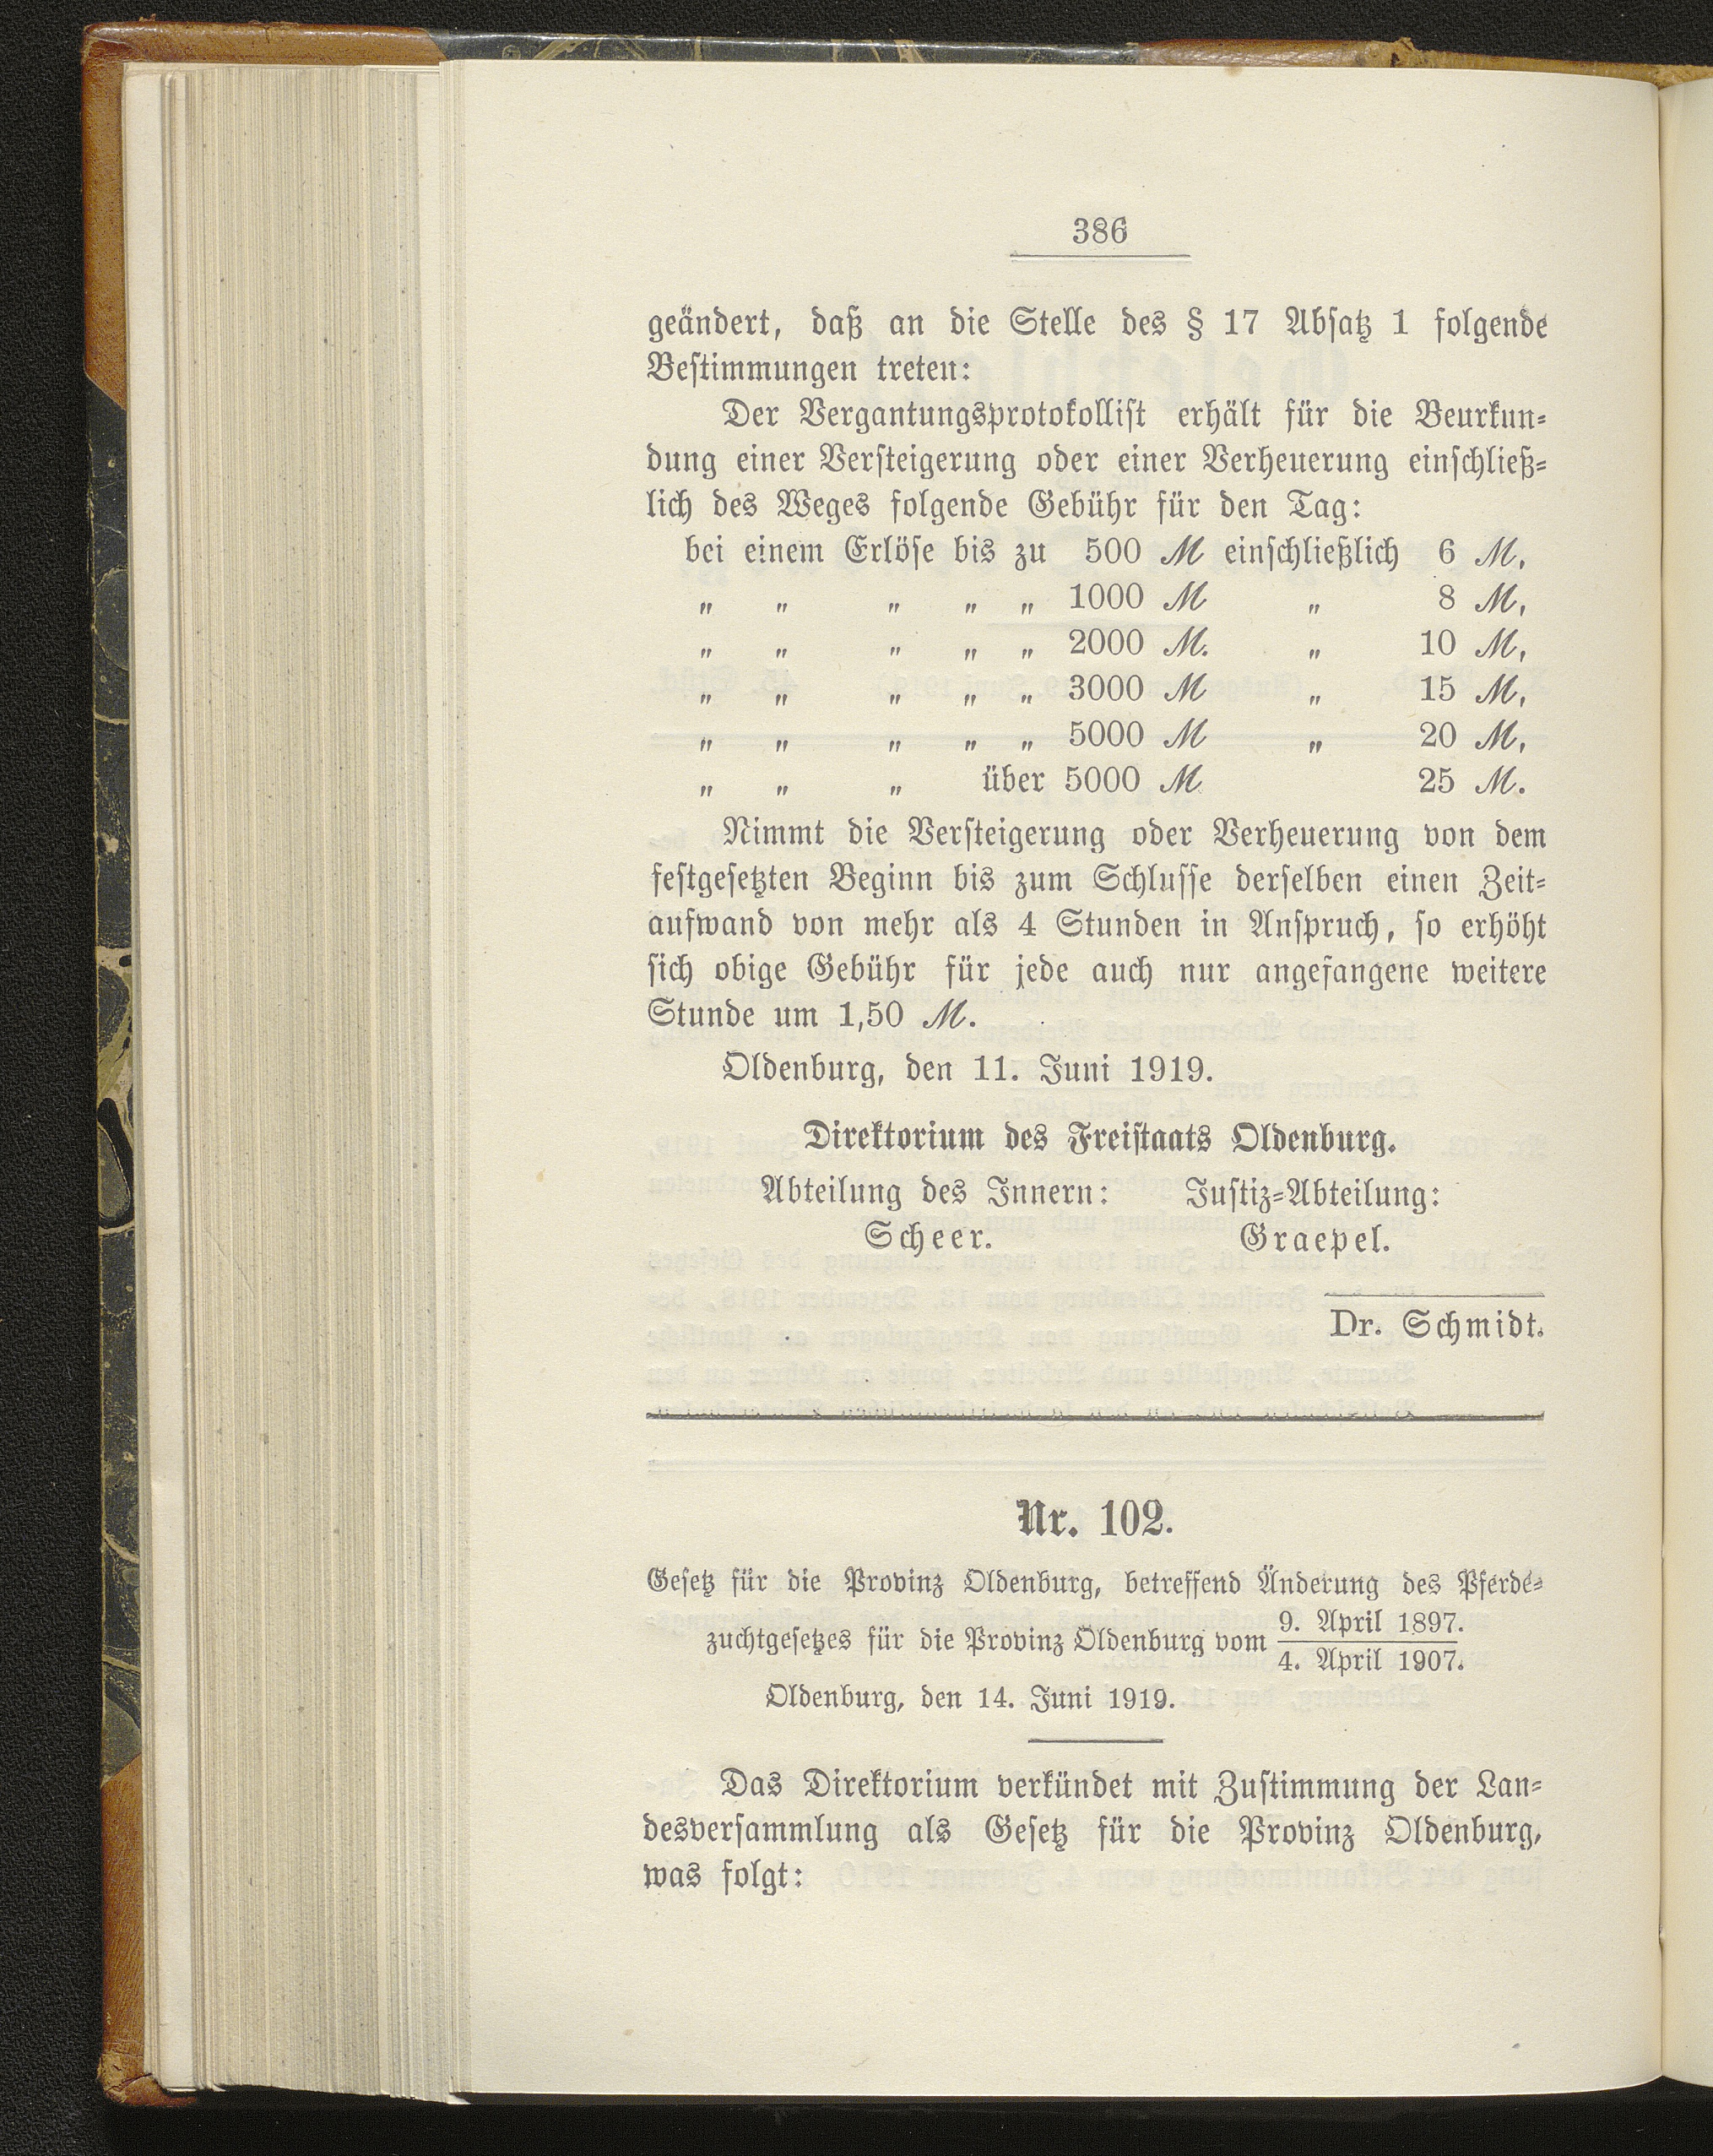 386
geändert, daß an die Stelle des § 17 Absatz 1 folgende
Bestimmungen treten:
Der Vergantungsprotokollist erhält für die Beurkun-
dung einer Versteigerung oder einer Verheuerung einschließ-
lich des Weges folgende Gebühr für den Tag:
bei einem Erlöse bis zu 500 M einschließlich 6 M,
" " " " " 1000 M " 8 M,
" " " " " 2000 M. " 10 M,
" " " " " 3000 M " 15 M,
" " " " " 5000 M " 20 M,
" " " über 5000 M 25 M.
Nimmt die Versteigerung oder Verheuerung von dem
festgesetzten Beginn bis zum Schlusse derselben einen Zeit-
aufwand von mehr als 4 Stunden in Anspruch, so erhöht
sich obige Gebühr für jede auch nur angefangene weitere
Stunde um 1,50 M.
Oldenburg, den 11. Juni 1919.
Direktorium des Freistaats Oldenburg.
Abteilung des Innern: Justiz-Abteilung:
Scheer. Graepel.
Dr. Schmidt.
Nr. 102.
Gesetz für die Provinz Oldenburg, betreffend Änderung des Pferde-
zuchtgesetzes für die Provinz Oldenburg vom 9. April 1897.
4. April 1907.
Oldenburg, den 14. Juni 1919.
Das Direktorium verkündet mit Zustimmung der Lan-
desversammlung als Gesetz für die Provinz Oldenburg,
was folgt: